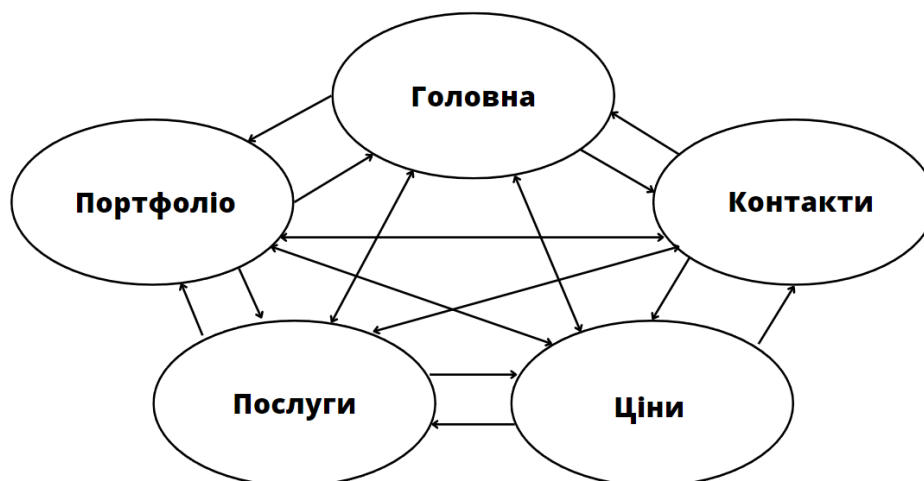 Головна
Портфоліо
Контакти
Послуги
Ціни